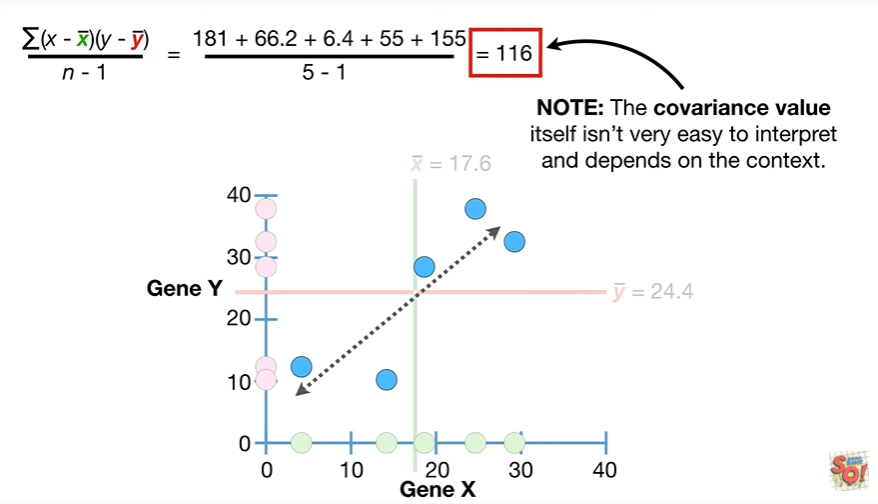 ∑(x - x̄)(y - ȳ)
n - 1
=
181 + 66.2 + 6.4 + 55 + 155
5 - 1
= 116
NOTE: The covariance value
itself isn't very easy to interpret
and depends on the context.
x̄ = 17.6
40
30
Gene Y
ȳ = 24.4
20
10
0
0 10 20 30 40
Gene X
SQ!